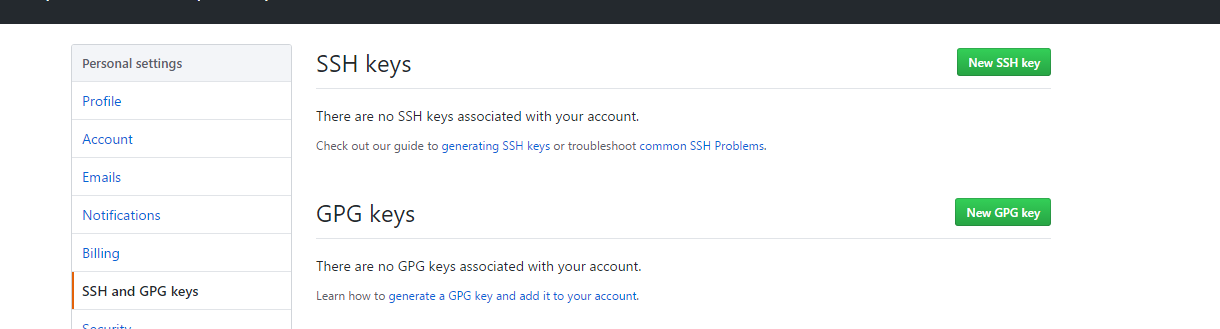 Personal settings
Profile
Account
Emails
Notifications
Billing
SSH and GPG keys
Security
SSH keys
New SSH key
There are no SSH keys associated with your account.
Check out our guide to generating SSH keys or troubleshoot common SSH Problems.
GPG keys
New GPG key
There are no GPG keys associated with your account.
Learn how to generate a GPG key and add it to your account.